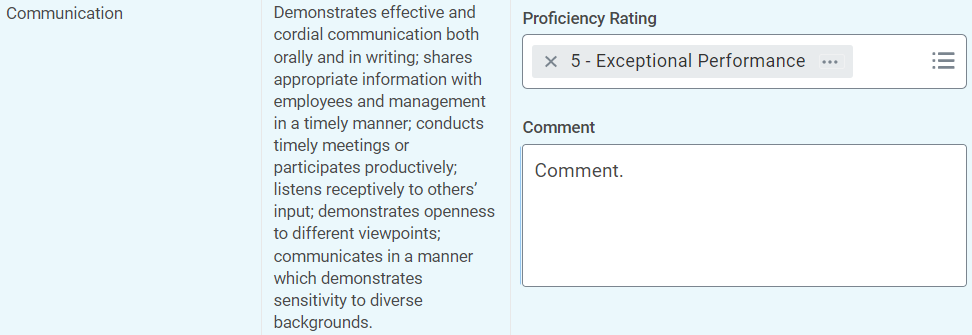 Communication
Demonstrates effective and
cordial communication both
orally and in writing; shares
appropriate information with
employees and management
in a timely manner; conducts
timely meetings or
participates productively;
listens receptively to others’
input; demonstrates openness
to different viewpoints;
communicates in a manner
which demonstrates
sensitivity to diverse
backgrounds.
Proficiency Rating
5 - Exceptional Performance
Comment
Comment.